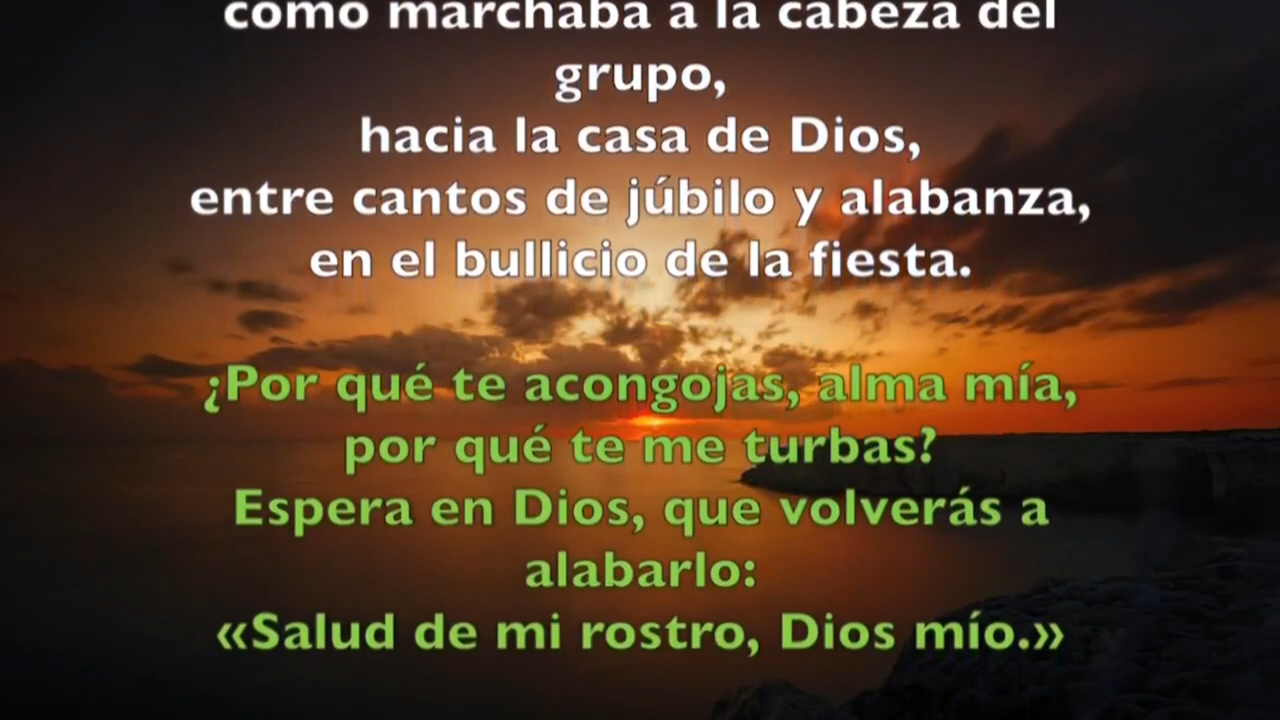 como marchaba a la cabeza del
grupo,
hacia la casa de Dios,
entre cantos de júbilo y alabanza,
en el bullicio de la fiesta.
¿Por qué te acongojas, alma mía,
por qué te me turbas?
Espera en Dios, que volverás a
alabarlo:
«Salud de mi rostro, Dios mío.»